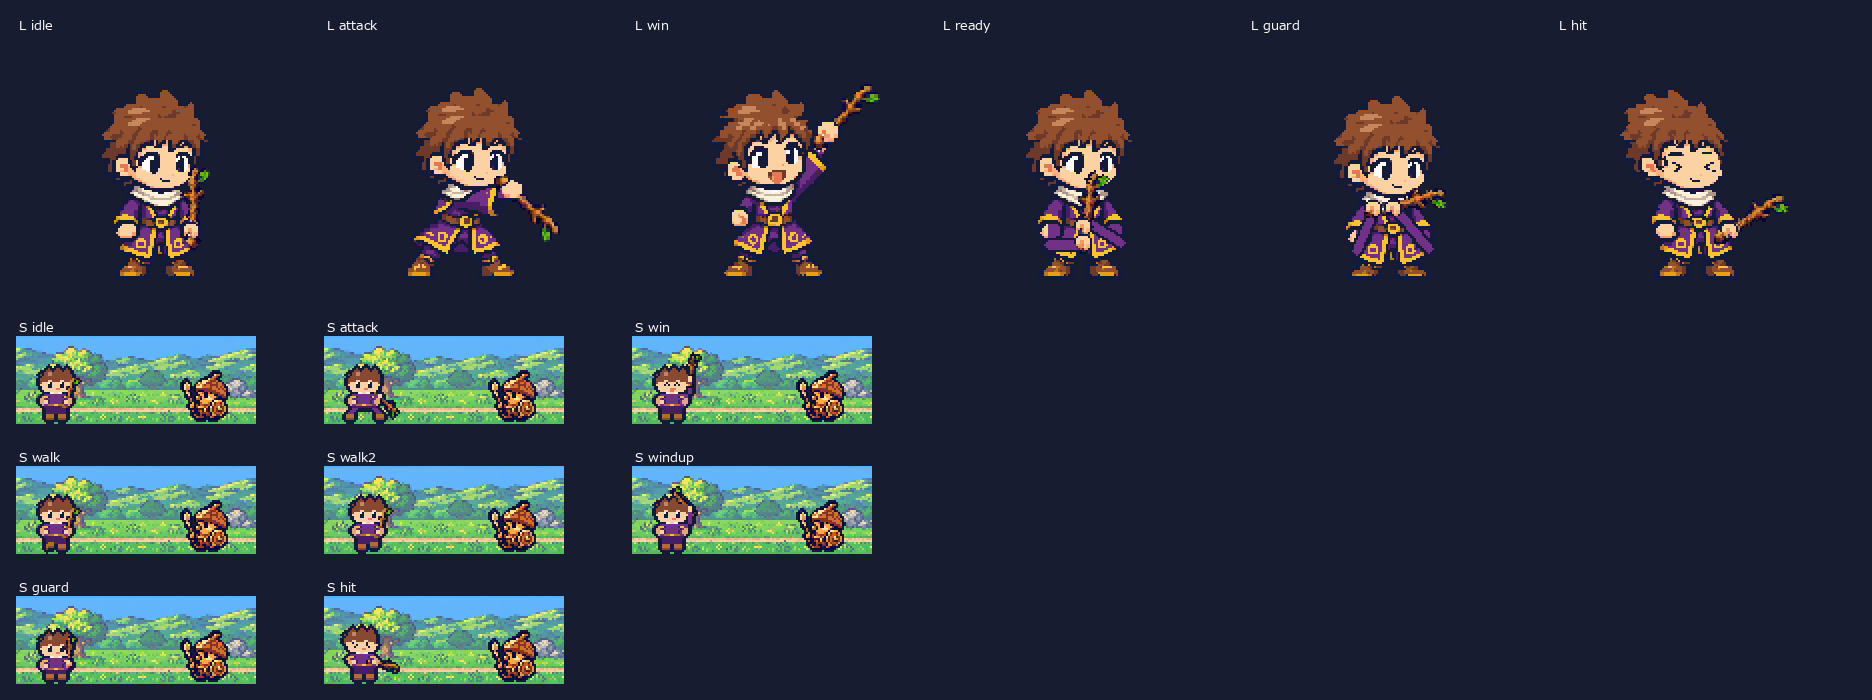 L idle
L attack
L win
L ready
L guard
L hit
S idle
S attack
S win
S walk
S walk2
S windup
S guard
S hit